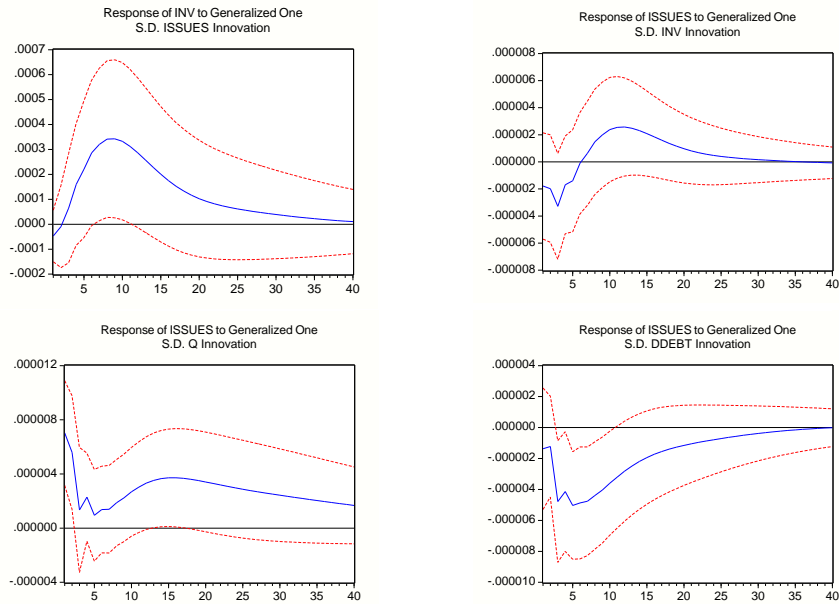 Response of INV to Generalized One
S.D. ISSUES Innovation
.0007
.0006
.0005
.0004
.0003
.0002
.0001
.0000
-.0001
-.0002
5 10 15 20 25 30 35 40
Response of ISSUES to Generalized One
S.D. INV Innovation
.000008
.000006
.000004
.000002
.000000
-.000002
-.000004
-.000006
-.000008
5 10 15 20 25 30 35 40
Response of ISSUES to Generalized One
S.D. Q Innovation
.000012
.000008
.000004
.000000
-.000004
5 10 15 20 25 30 35 40
Response of ISSUES to Generalized One
S.D. DDEBT Innovation
.000004
.000002
.000000
-.000002
-.000004
-.000006
-.000008
-.000010
5 10 15 20 25 30 35 40